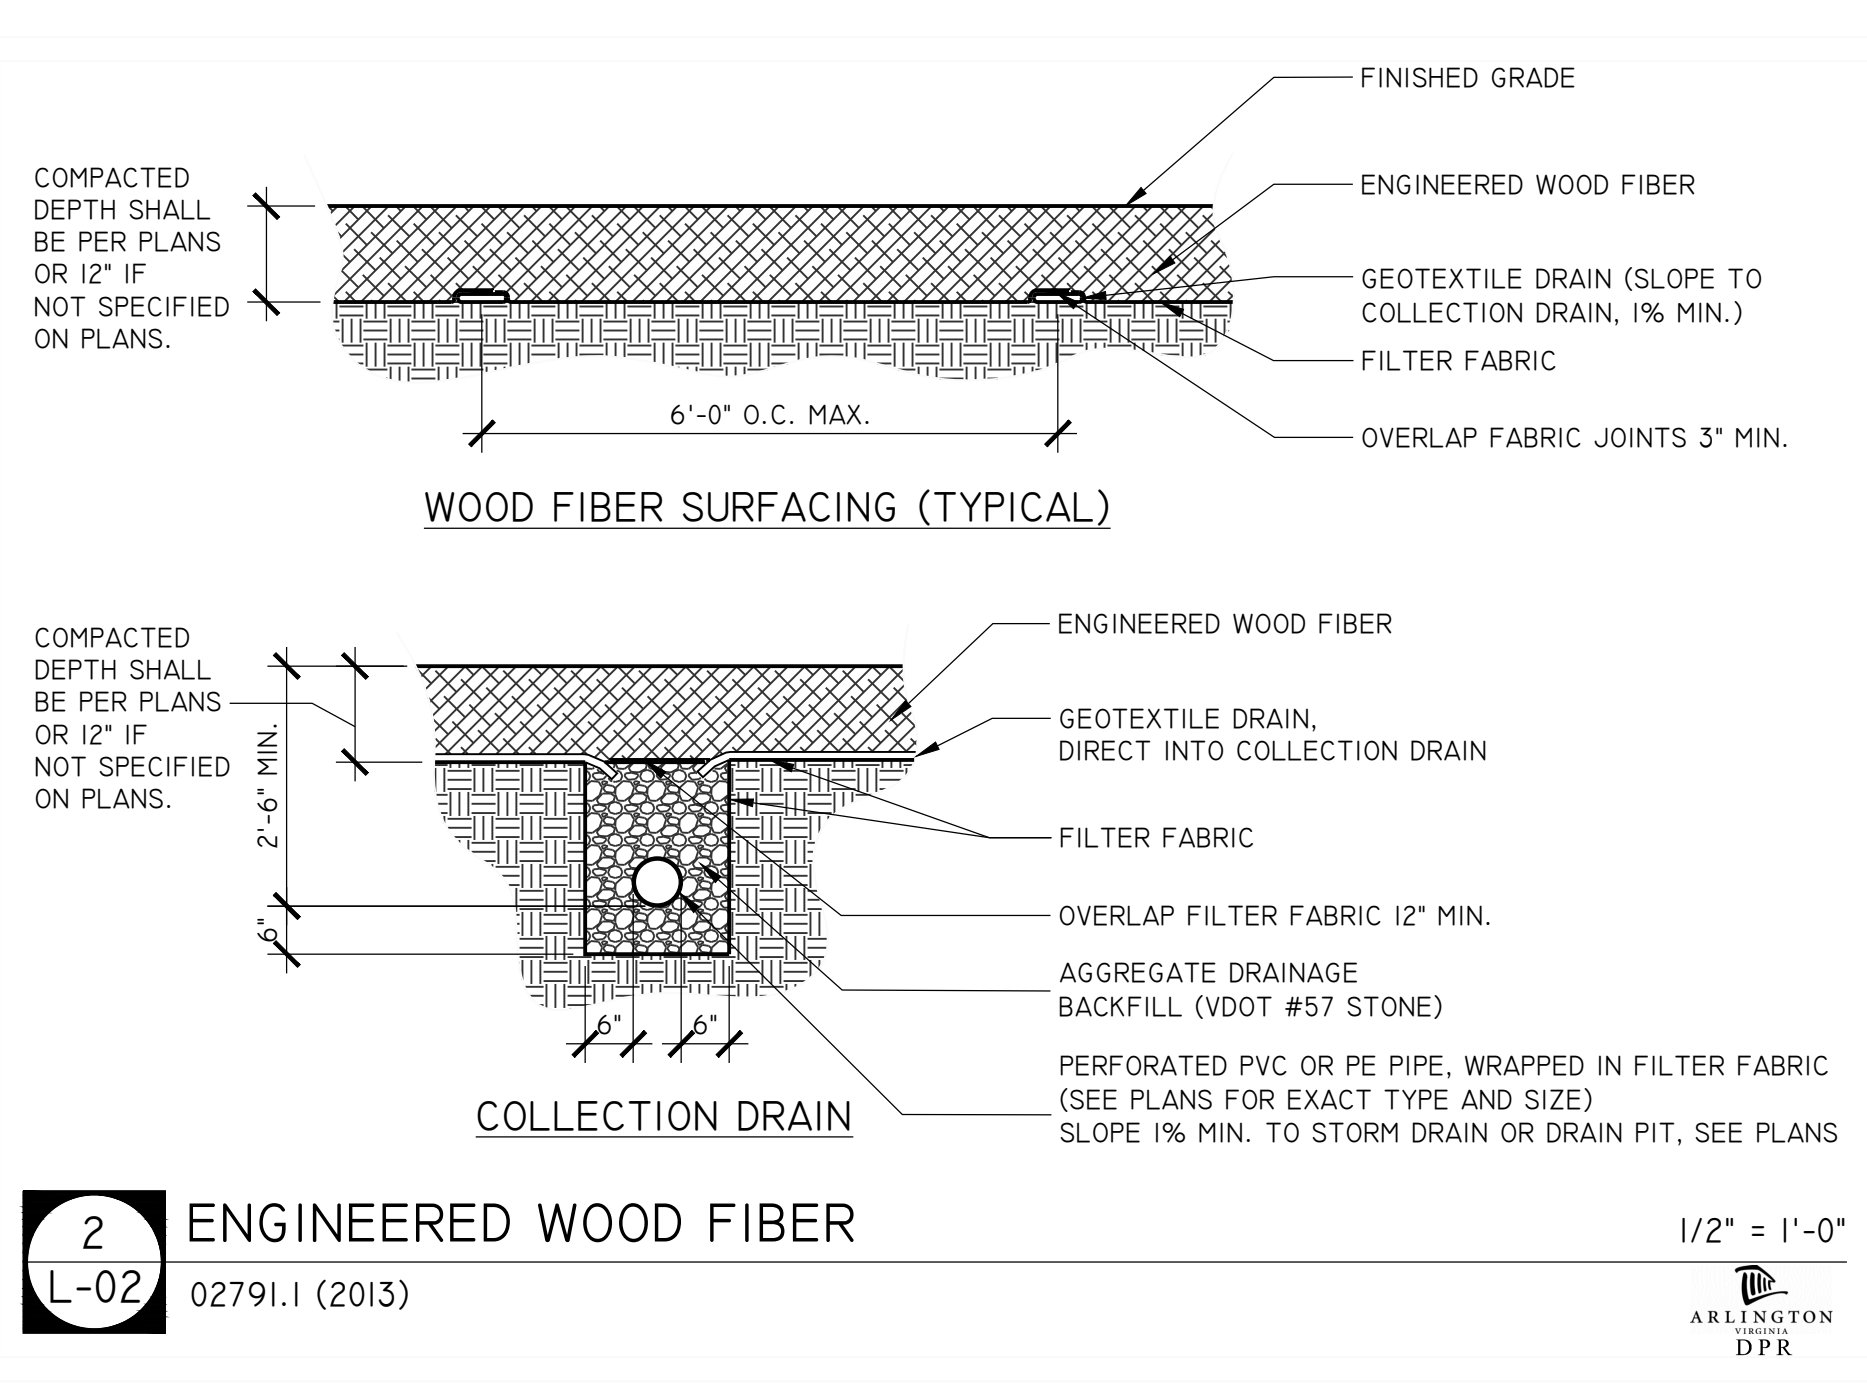 FINISHED GRADE
COMPACTED
DEPTH SHALL
BE PER PLANS
OR 12" IF
NOT SPECIFIED
ON PLANS.
ENGINEERED WOOD FIBER
GEOTEXTILE DRAIN (SLOPE TO
COLLECTION DRAIN, 1% MIN.)
FILTER FABRIC
OVERLAP FABRIC JOINTS 3" MIN.
6'-0" O.C. MAX.
WOOD FIBER SURFACING (TYPICAL)
COMPACTED
DEPTH SHALL
BE PER PLANS
OR 12" IF
NOT SPECIFIED
ON PLANS.
2'-6" MIN.
6"
ENGINEERED WOOD FIBER
GEOTEXTILE DRAIN,
DIRECT INTO COLLECTION DRAIN
FILTER FABRIC
OVERLAP FILTER FABRIC 12" MIN.
AGGREGATE DRAINAGE
BACKFILL (VDOT #57 STONE)
PERFORATED PVC OR PE PIPE, WRAPPED IN FILTER FABRIC
(SEE PLANS FOR EXACT TYPE AND SIZE)
SLOPE 1% MIN. TO STORM DRAIN OR DRAIN PIT, SEE PLANS
6" 6"
COLLECTION DRAIN
2
L-02
ENGINEERED WOOD FIBER
02791.1 (2013)
1/2" = 1'-0"
ARLINGTON
VIRGINIA
DPR